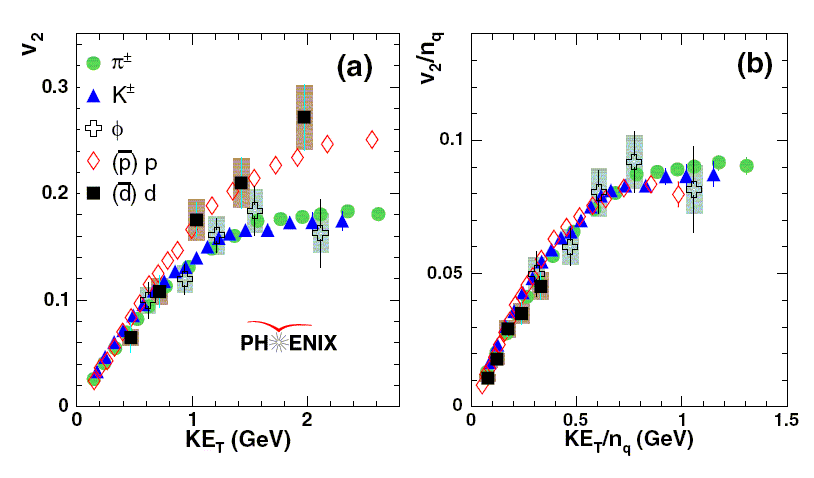 v2
0.3
0.2
0.1
0
0
1
2
KET (GeV)
(a)
π±
K±
ϕ
(p̅) p
(d̅) d
PHENIX
v2/nq
0.1
0.05
0
0
0.5
1
1.5
KET/nq (GeV)
(b)